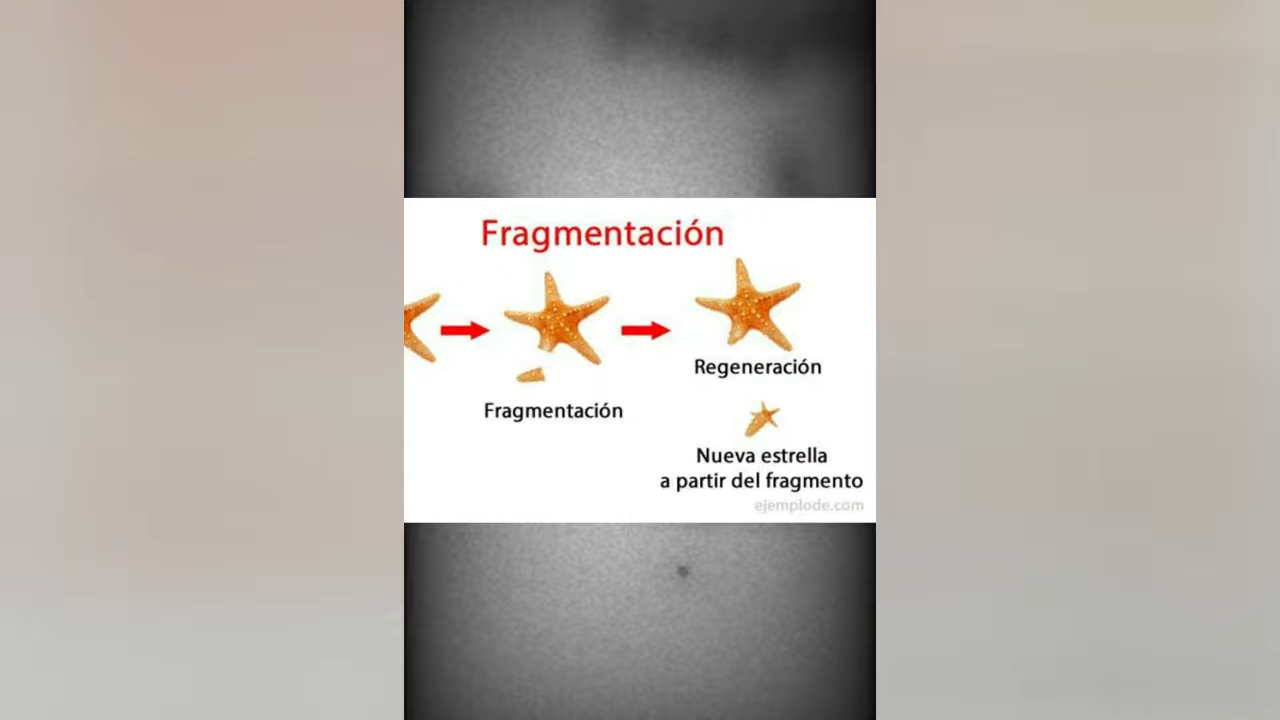 Fragmentación
Fragmentación
Regeneración
Nueva estrella
a partir del fragmento
ejemplode.com